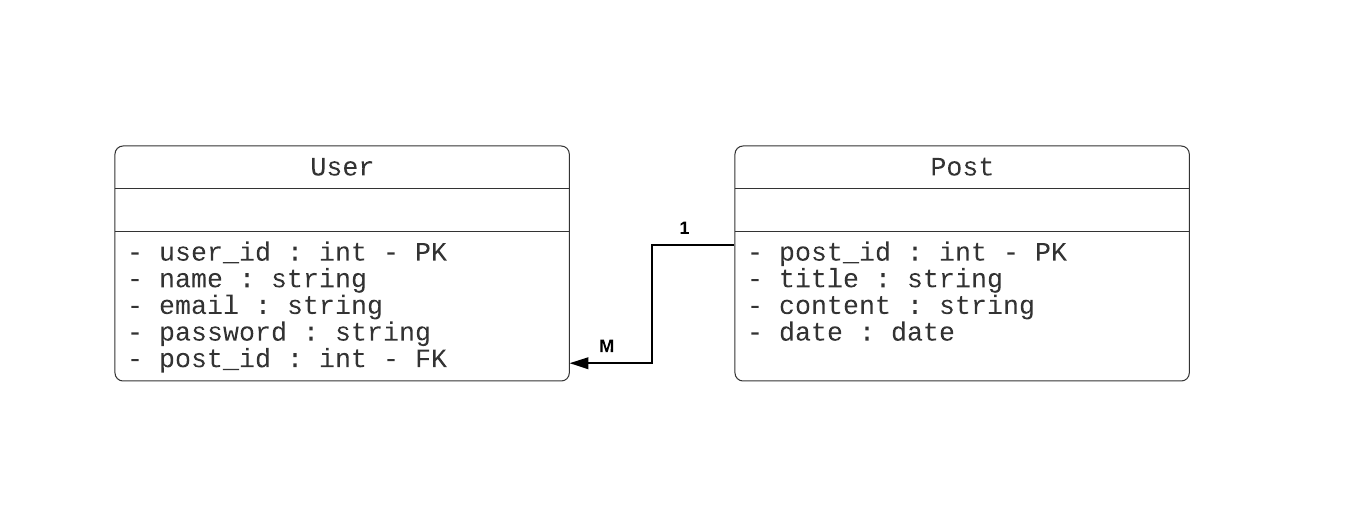 User
- user_id : int - PK
- name : string
- email : string
- password : string
- post_id : int - FK
1
M
Post
- post_id : int - PK
- title : string
- content : string
- date : date